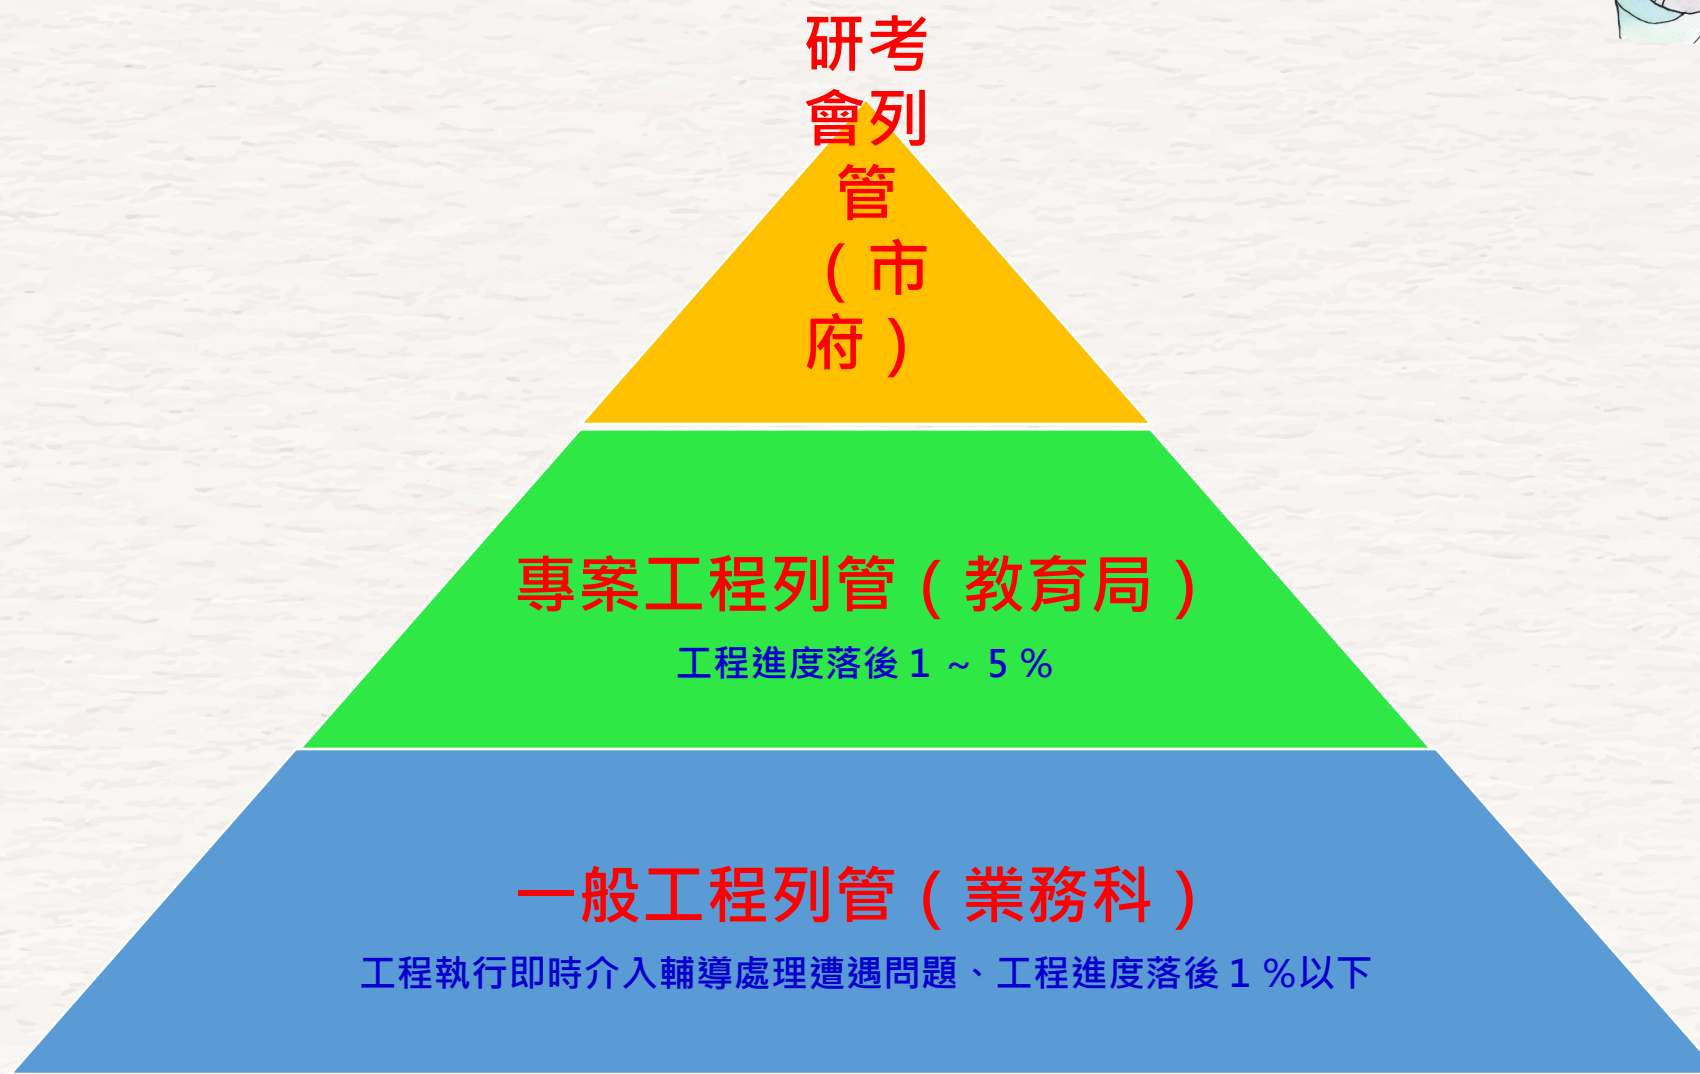 研考
會列
管
（市
府）
專案工程列管（教育局）
工程進度落後1～5%
一般工程列管（業務科）
工程執行即時介入輔導處理遭遇問題、工程進度落後1%以下